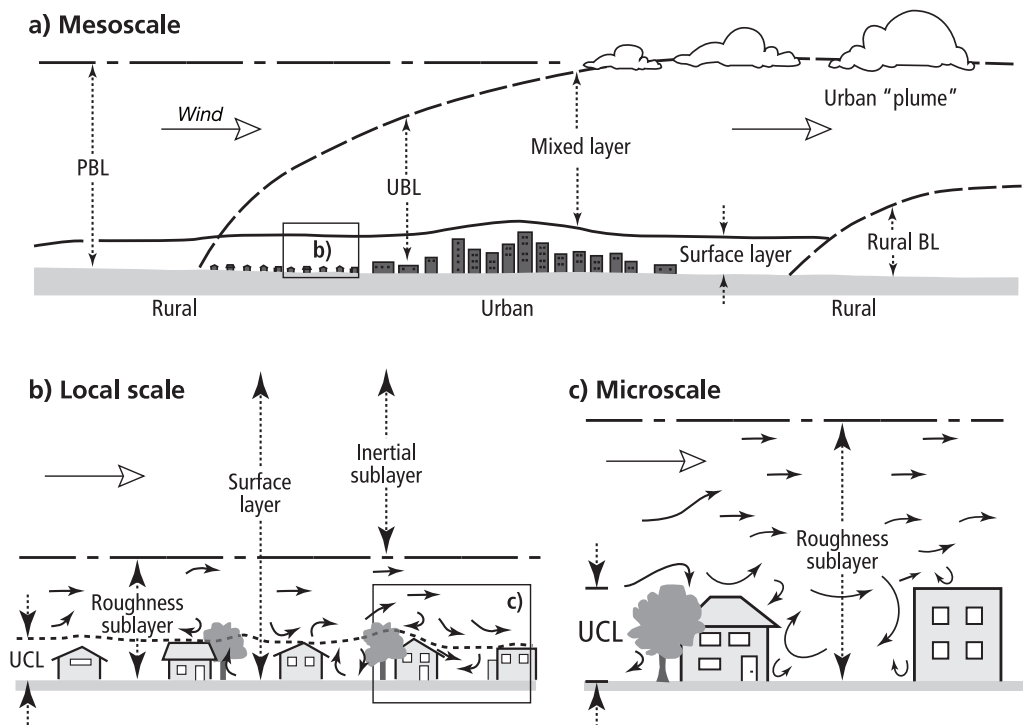 a) Mesoscale
Wind
Urban “plume”
PBL
UBL
Mixed layer
b)
Surface layer
Rural BL
Rural
Urban
Rural
b) Local scale
Surface
layer
Inertial
sublayer
Roughness
sublayer
c)
UCL
c) Microscale
Roughness
sublayer
UCL